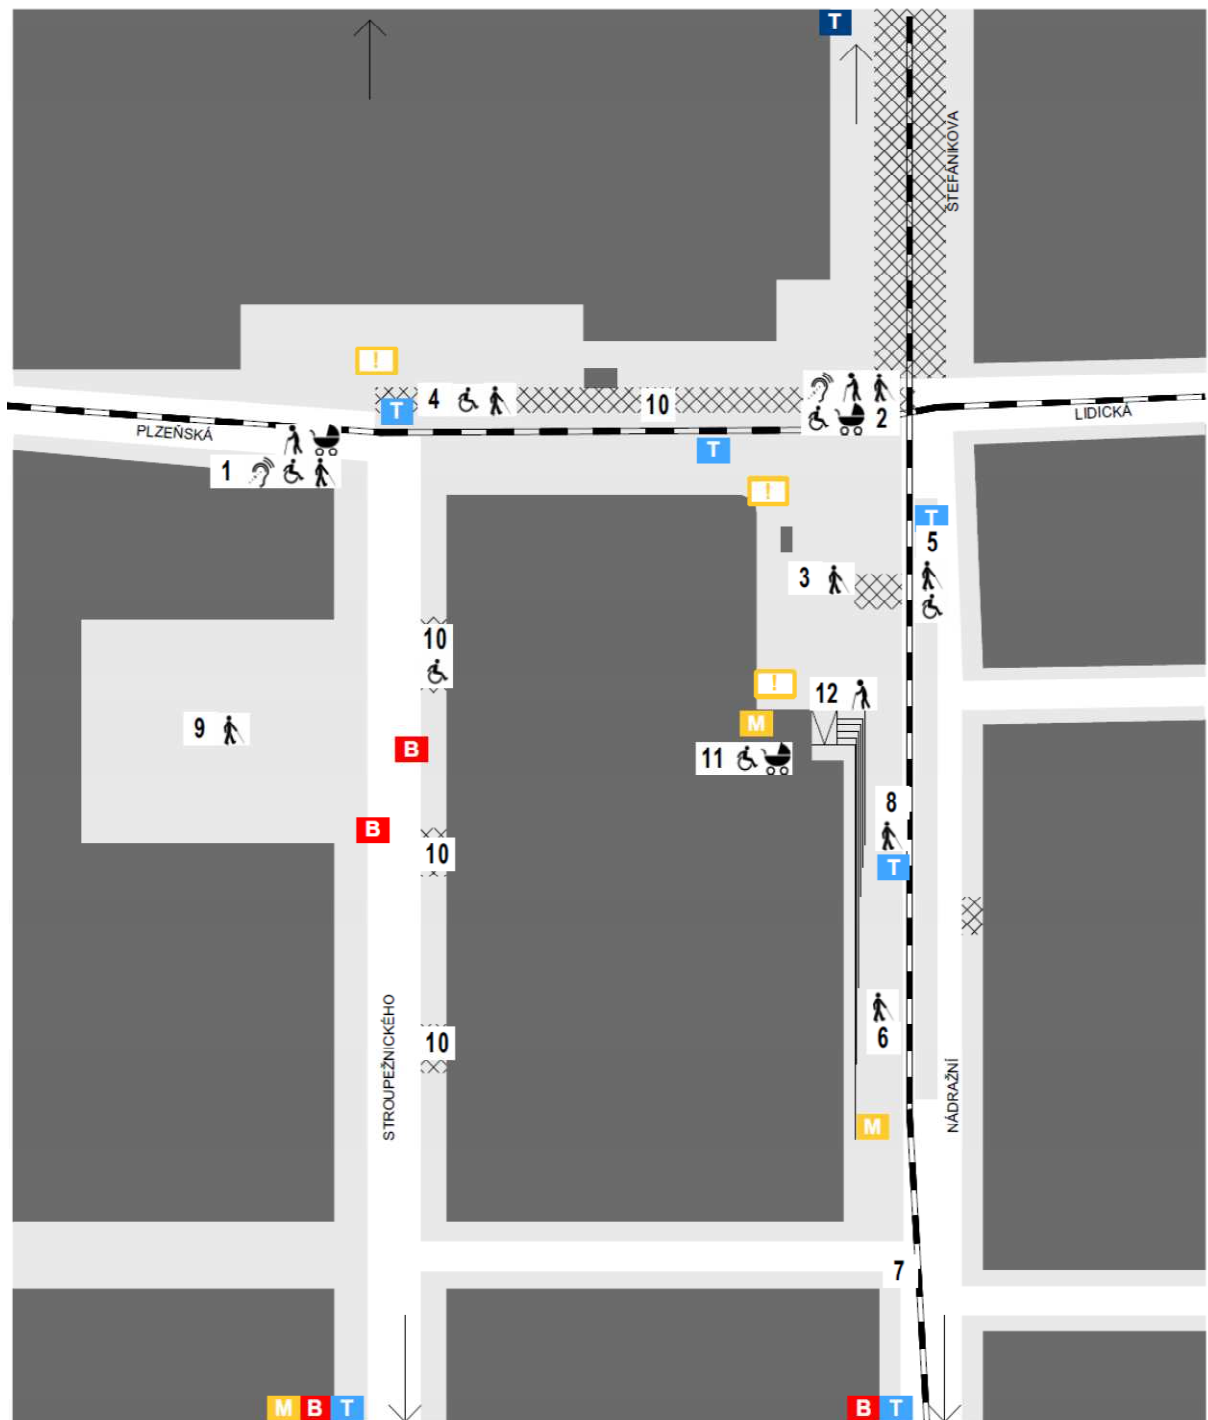 T
ŠTEFÁNIKOVA
!
4
10
2
T
LIDICKÁ
PLZEŇSKÁ
T
1
!
T
5
3
10
!
12
9
M
B
11
8
B
10
T
6
10
STROUPEŽNICKÉHO
NÁDRAŽNÍ
M
7
M B T
B T